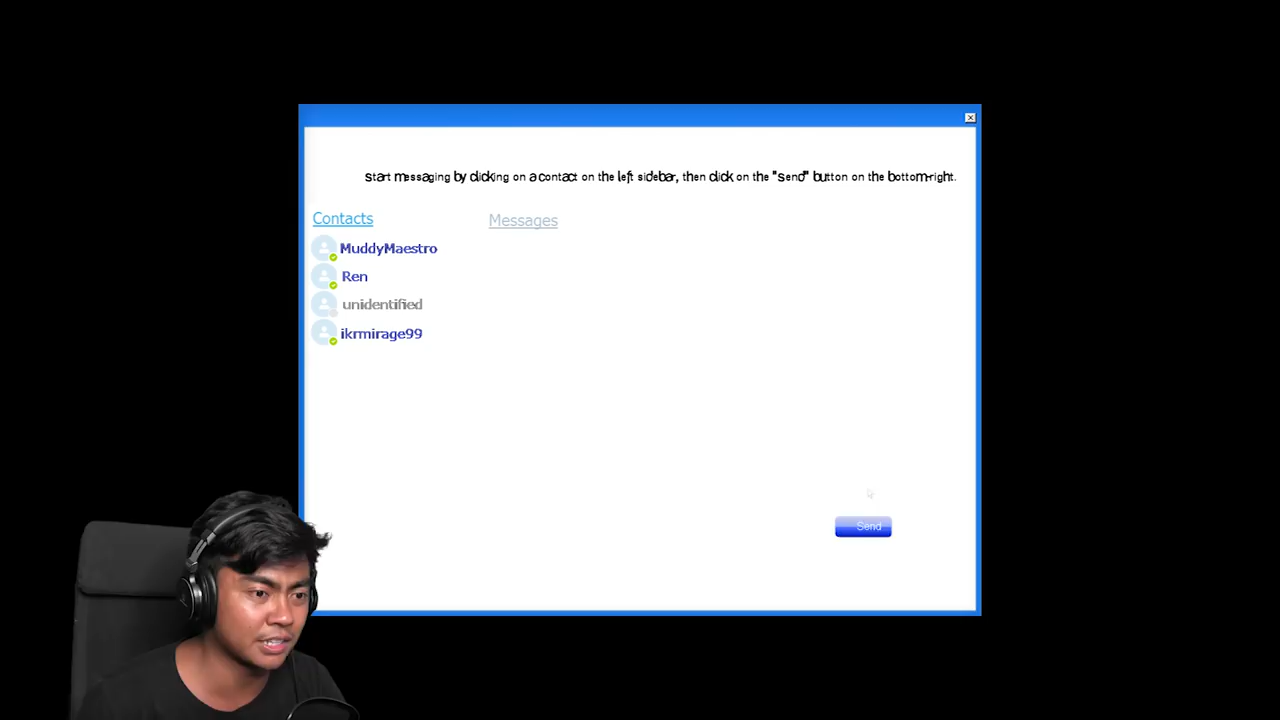 start messaging by clicking on a contact on the left sidebar, then click on the "send" button on the bottom-right.
Contacts
Messages
MuddyMaestro
Ren
unidentified
ikrmirage99
Send